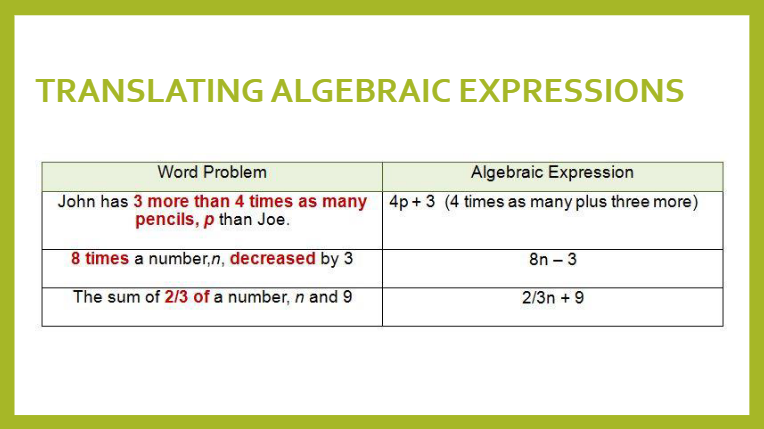 TRANSLATING ALGEBRAIC EXPRESSIONS
Word Problem
Algebraic Expression
John has 3 more than 4 times as many
pencils, p than Joe.
4p + 3 (4 times as many plus three more)
8 times a number,n, decreased by 3
8n – 3
The sum of 2/3 of a number, n and 9
2/3n + 9